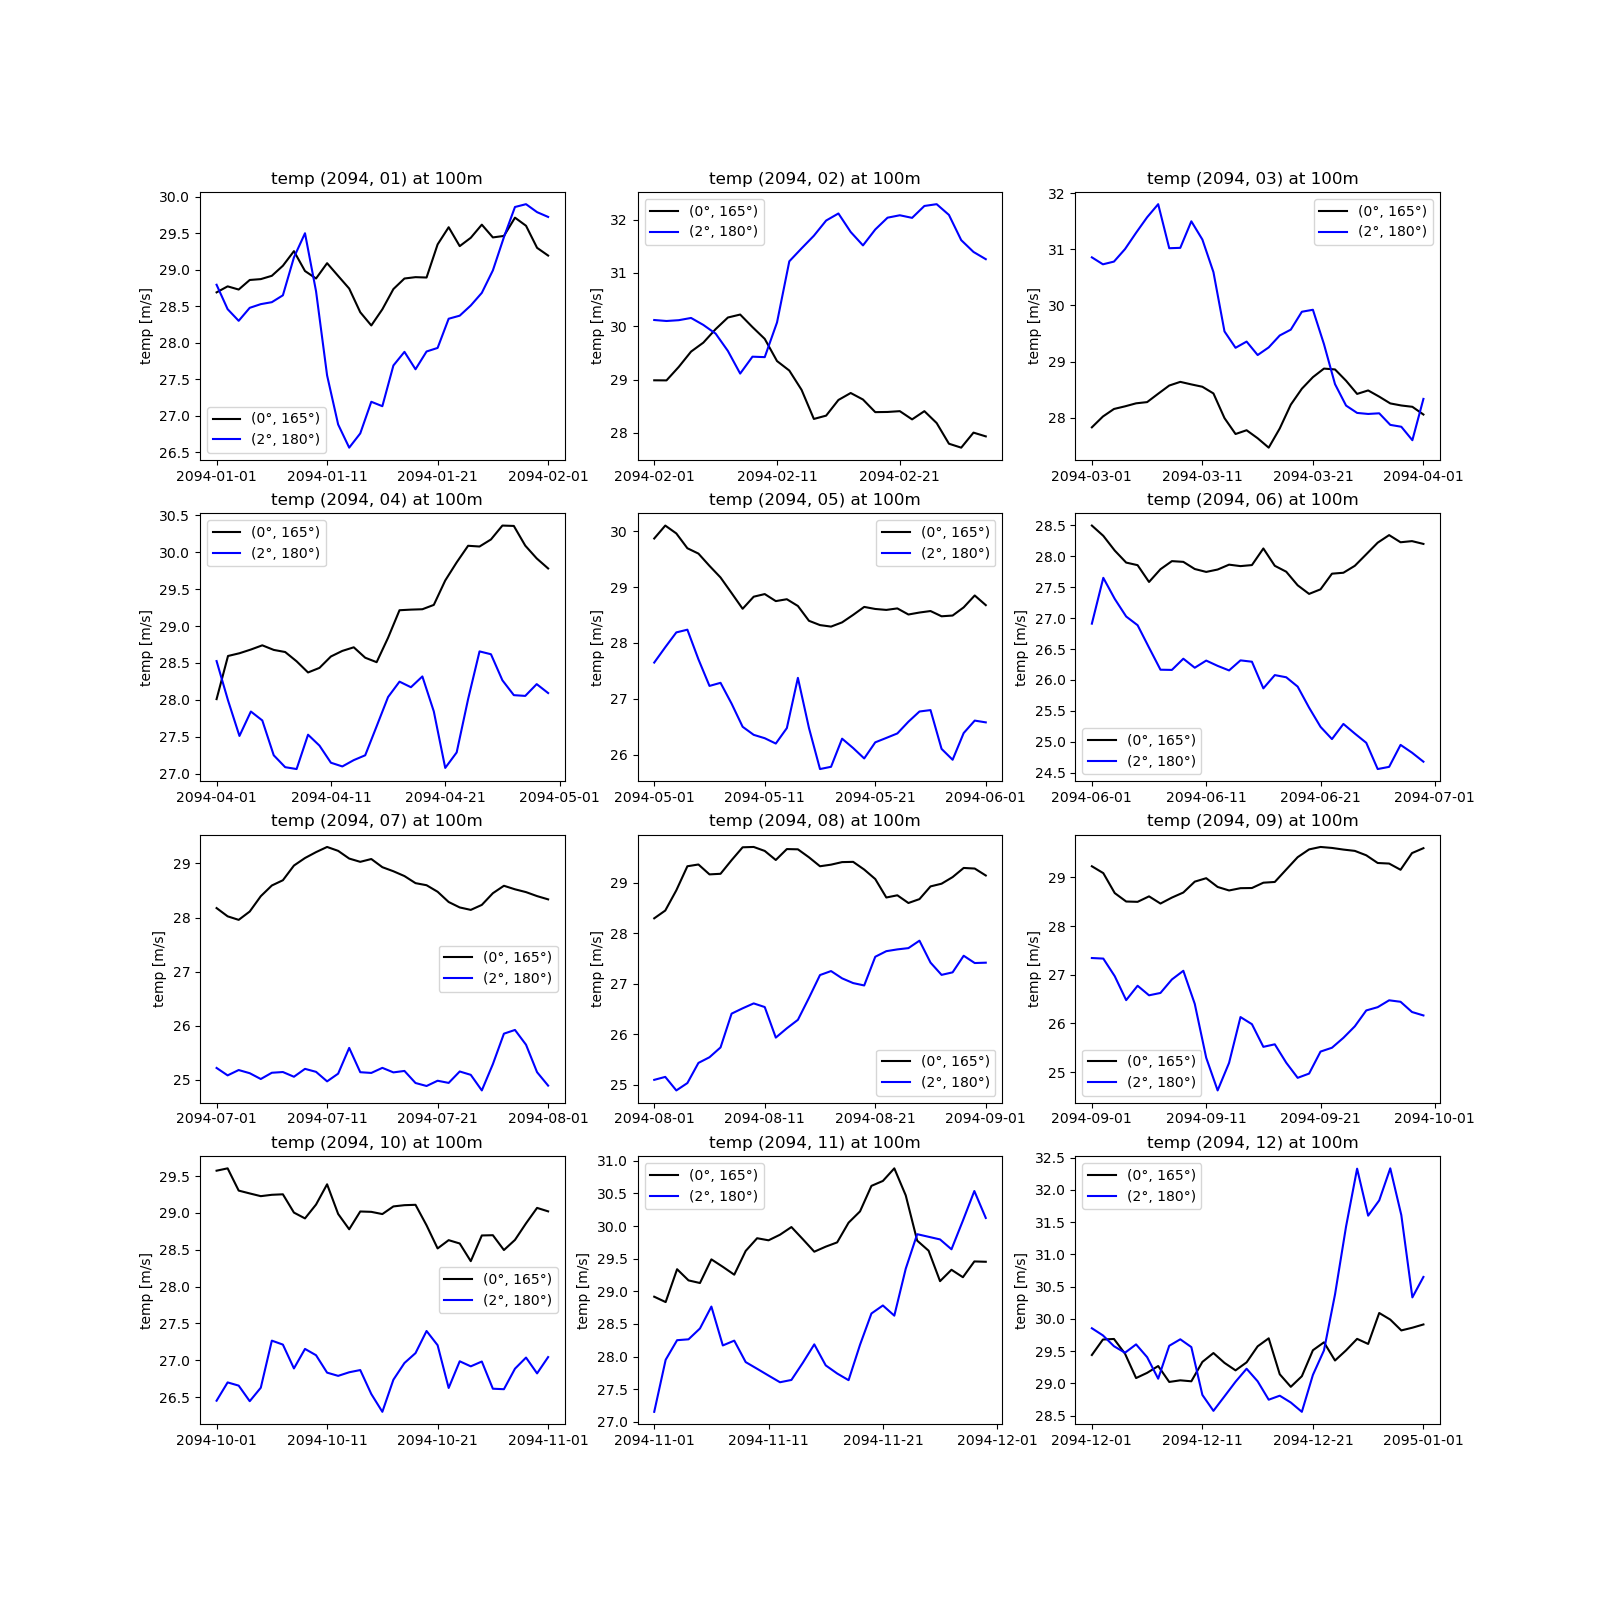 temp (2094, 01) at 100m
temp [m/s]
30.0
29.5
29.0
28.5
28.0
27.5
27.0
26.5
(0°, 165°)
(2°, 180°)
2094-01-01 2094-01-11 2094-01-21 2094-02-01
temp (2094, 02) at 100m
temp [m/s]
32
31
30
29
28
(0°, 165°)
(2°, 180°)
2094-02-01 2094-02-11 2094-02-21
temp (2094, 03) at 100m
temp [m/s]
32
31
30
29
28
(0°, 165°)
(2°, 180°)
2094-03-01 2094-03-11 2094-03-21 2094-04-01
temp (2094, 04) at 100m
temp [m/s]
30.5
30.0
29.5
29.0
28.5
28.0
27.5
27.0
(0°, 165°)
(2°, 180°)
2094-04-01 2094-04-11 2094-04-21 2094-05-01
temp (2094, 05) at 100m
temp [m/s]
30
29
28
27
26
(0°, 165°)
(2°, 180°)
2094-05-01 2094-05-11 2094-05-21 2094-06-01
temp (2094, 06) at 100m
temp [m/s]
28.5
28.0
27.5
27.0
26.5
26.0
25.5
25.0
24.5
(0°, 165°)
(2°, 180°)
2094-06-01 2094-06-11 2094-06-21 2094-07-01
temp (2094, 07) at 100m
temp [m/s]
29
28
27
26
25
(0°, 165°)
(2°, 180°)
2094-07-01 2094-07-11 2094-07-21 2094-08-01
temp (2094, 08) at 100m
temp [m/s]
29
28
27
26
25
(0°, 165°)
(2°, 180°)
2094-08-01 2094-08-11 2094-08-21 2094-09-01
temp (2094, 09) at 100m
temp [m/s]
29
28
27
26
25
(0°, 165°)
(2°, 180°)
2094-09-01 2094-09-11 2094-09-21 2094-10-01
temp (2094, 10) at 100m
temp [m/s]
29.5
29.0
28.5
28.0
27.5
27.0
26.5
(0°, 165°)
(2°, 180°)
2094-10-01 2094-10-11 2094-10-21 2094-11-01
temp (2094, 11) at 100m
temp [m/s]
31.0
30.5
30.0
29.5
29.0
28.5
28.0
27.5
27.0
(0°, 165°)
(2°, 180°)
2094-11-01 2094-11-11 2094-11-21 2094-12-01
temp (2094, 12) at 100m
temp [m/s]
32.5
32.0
31.5
31.0
30.5
30.0
29.5
29.0
28.5
(0°, 165°)
(2°, 180°)
2094-12-01 2094-12-11 2094-12-21 2095-01-01